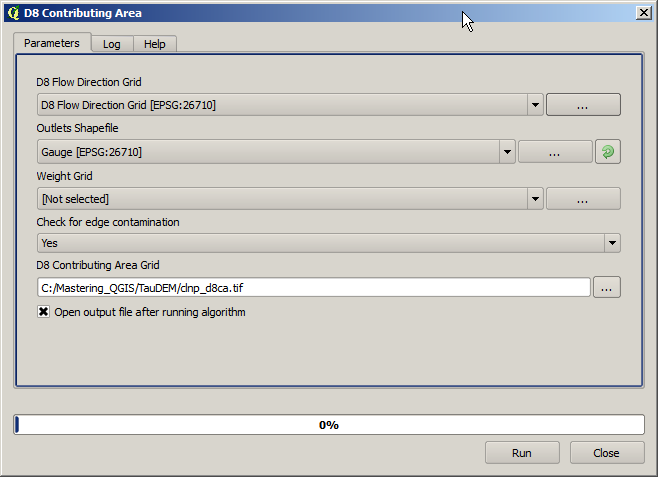 D8 Contributing Area
Parameters Log Help
D8 Flow Direction Grid
D8 Flow Direction Grid [EPSG:26710] ...
Outlets Shapefile
Gauge [EPSG:26710] ...
Weight Grid
[Not selected] ...
Check for edge contamination
Yes
D8 Contributing Area Grid
C:/Mastering_QGIS/TauDEM/clnp_d8ca.tif ...
Open output file after running algorithm
0%
Run Close